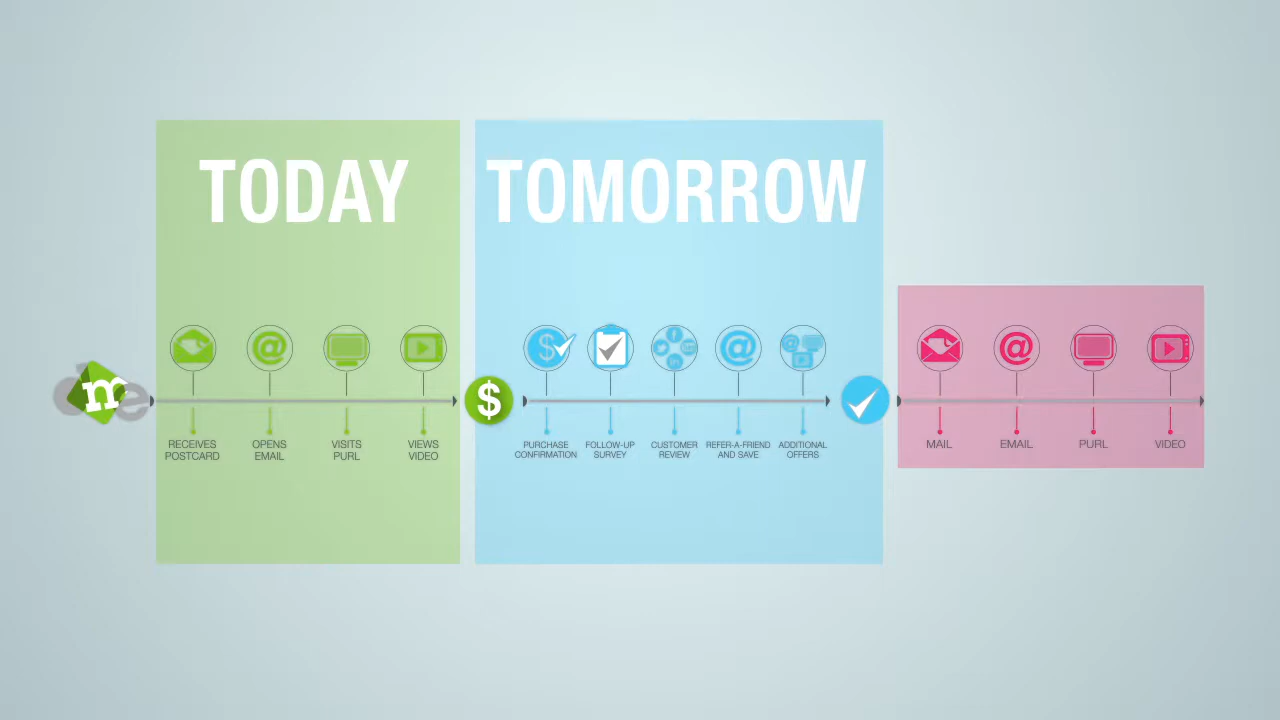 TODAY
TOMORROW
me
$
@
$
@
@
@
RECEIVES
POSTCARD
OPENS
EMAIL
VISITS
PURL
VIEWS
VIDEO
PURCHASE
CONFIRMATION
FOLLOW-UP
SURVEY
CUSTOMER
REVIEW
REFER-A-FRIEND
AND SAVE
ADDITIONAL
OFFERS
MAIL
EMAIL
PURL
VIDEO